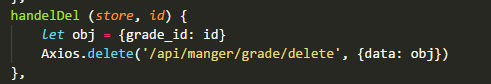 },
handelDel (store, id) {
let obj = {grade_id: id}
Axios.delete('/api/manger/grade/delete', {data: obj})
},